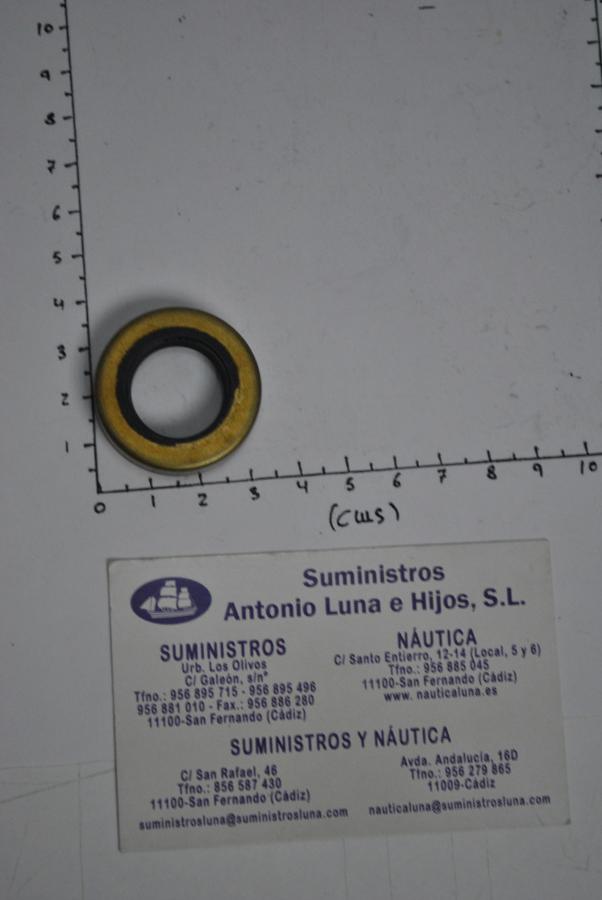 10
9
8
7
6
5
4
3
2
1
0 1 2 3 4 5 6 7 8 9 10
(cms)
Suministros
Antonio Luna e Hijos, S.L.
SUMINISTROS
Urb. Los Olivos
C/ Galeón, s/nº
Tfno.: 956 895 715 - 956 895 496
956 881 010 - Fax.: 956 886 280
11100-San Fernando (Cádiz)
NÁUTICA
C/ Santo Entierro, 12-14 (Local, 5 y 6)
Tfno.: 956 885 045
11100-San Fernando (Cádiz)
www. nauticaluna.es
SUMINISTROS Y NÁUTICA
C/ San Rafael, 46
Tfno.: 856 587 430
11100-San Fernando (Cádiz)
suministrosluna@suministrosluna.com
Avda. Andalucía, 16D
Tfno.: 956 279 865
11009-Cádiz
nauticaluna@suministrosluna.com